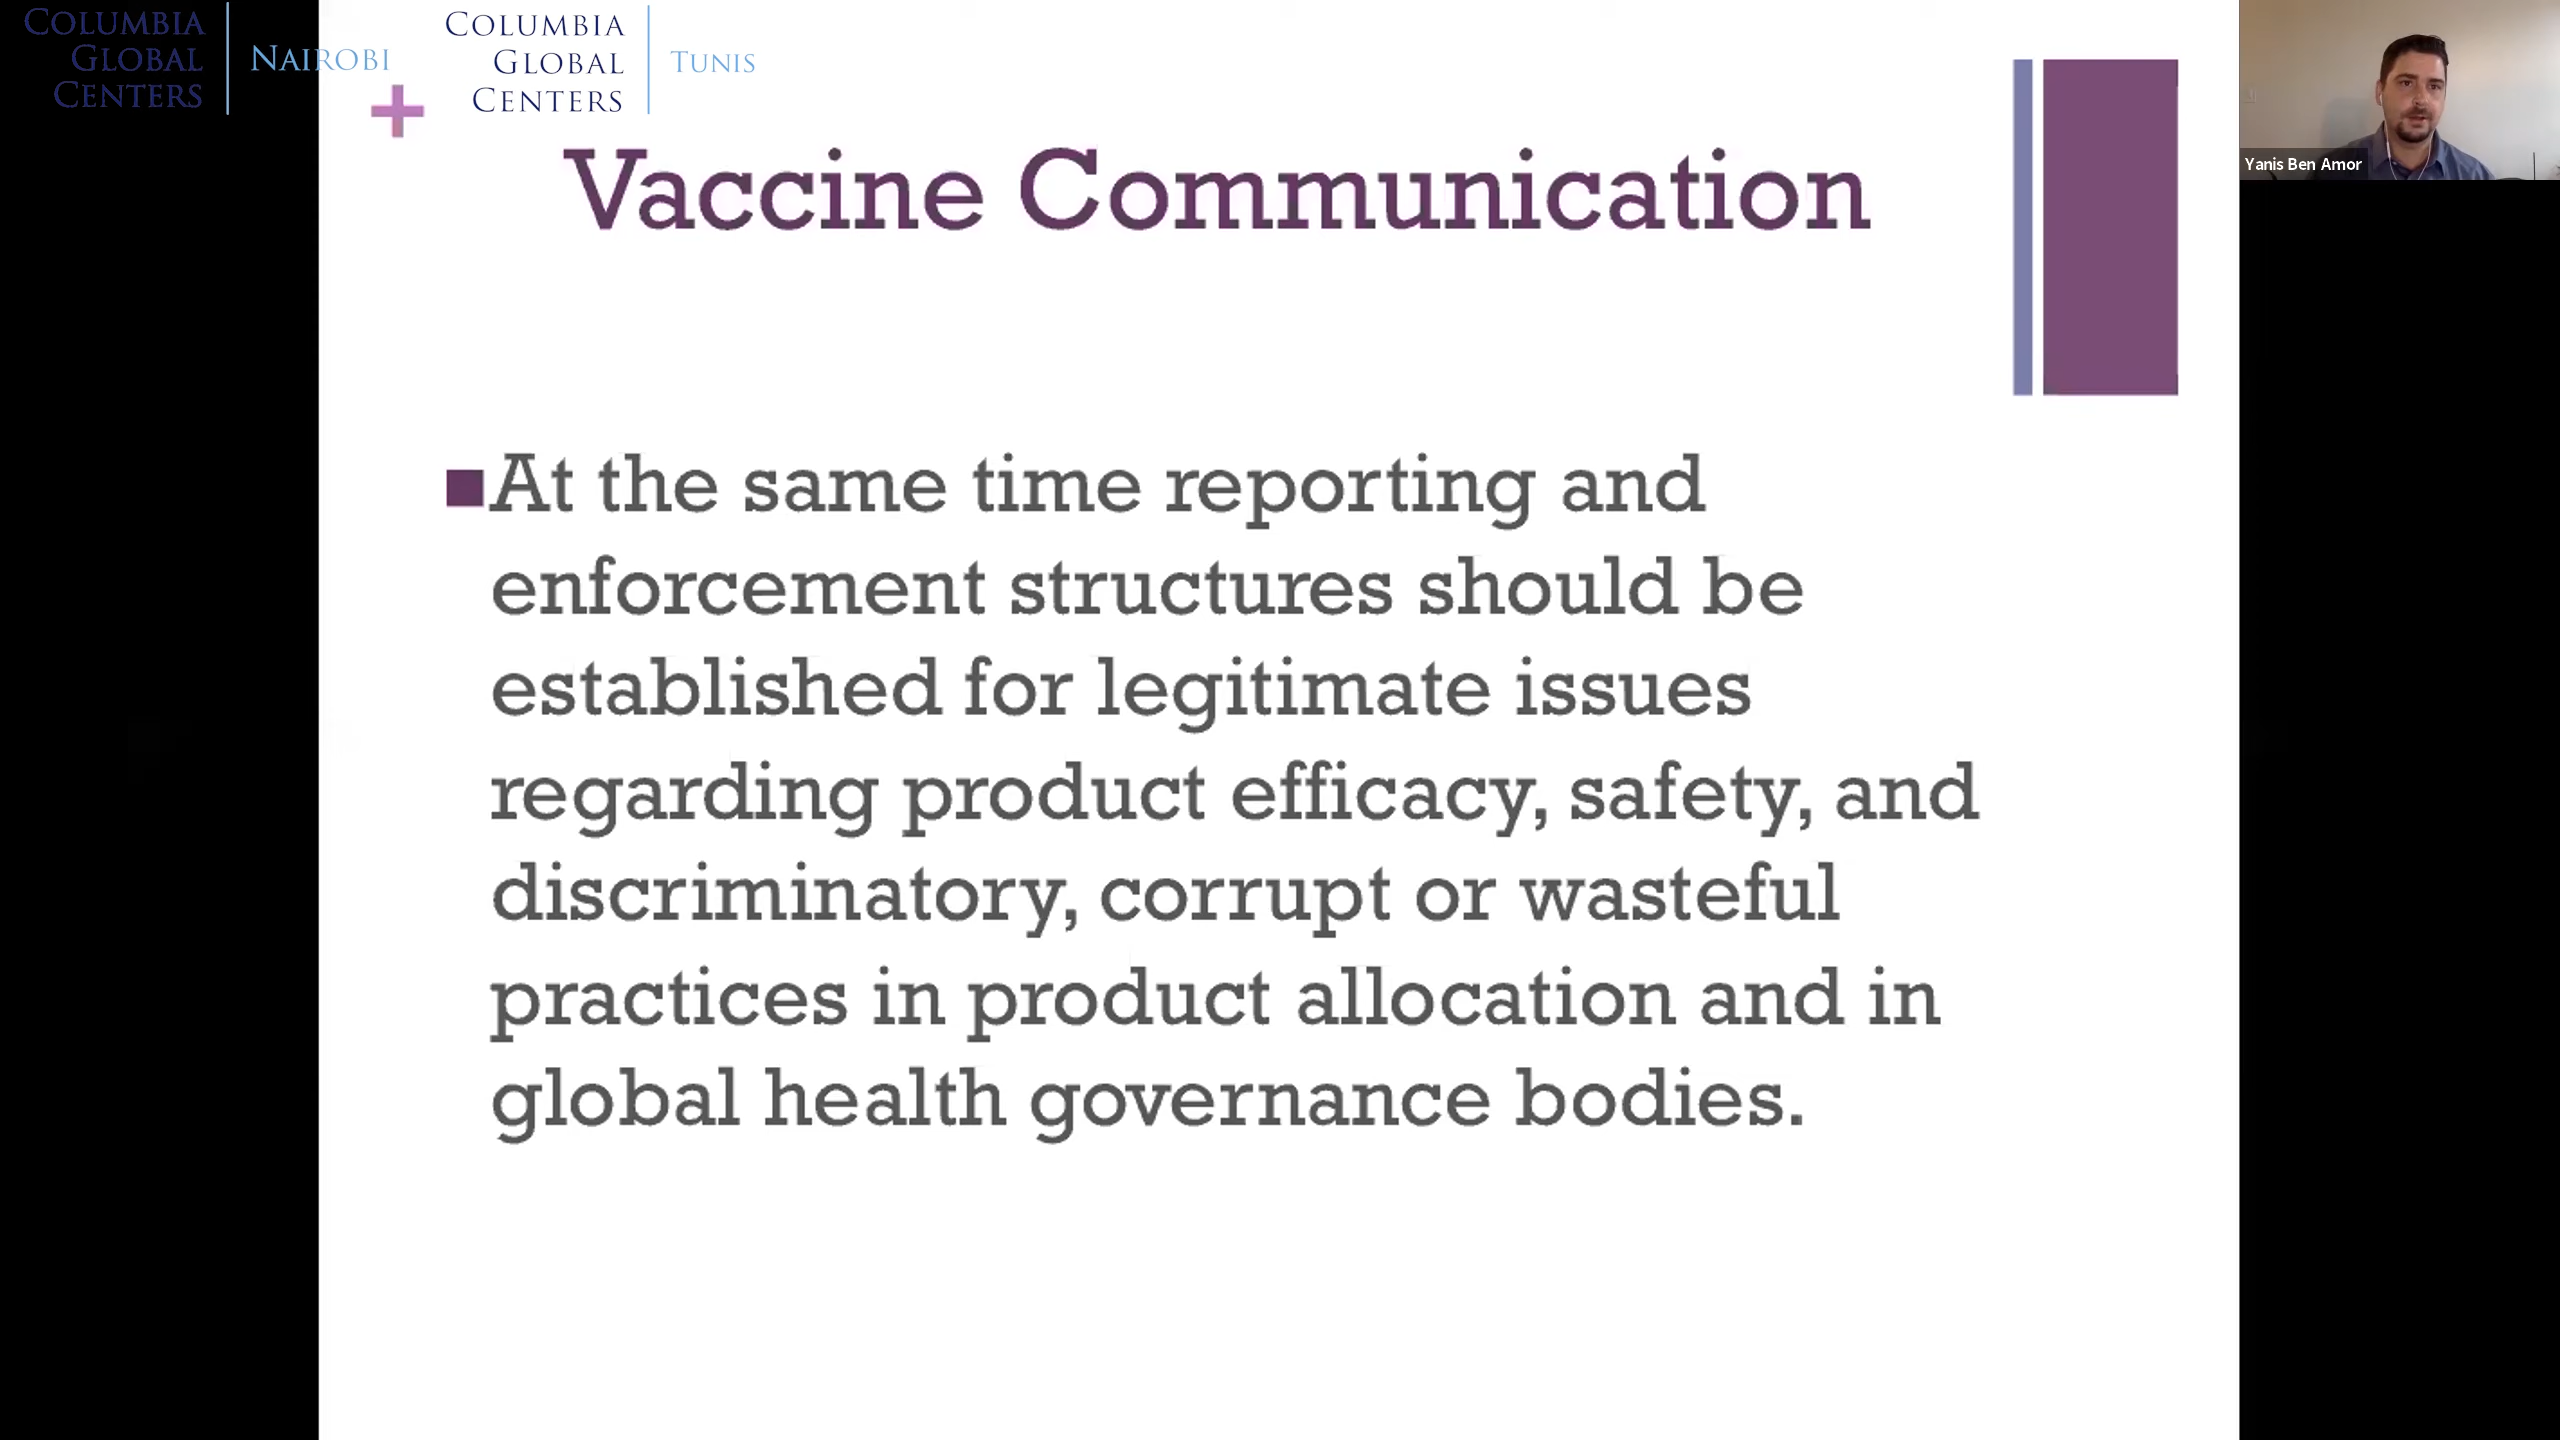 COLUMBIA
GLOBAL
CENTERS
NAIROBI
COLUMBIA
GLOBAL
CENTERS
TUNIS
+
Vaccine Communication
Yanis Ben Amor
At the same time reporting and
enforcement structures should be
established for legitimate issues
regarding product efficacy, safety, and
discriminatory, corrupt or wasteful
practices in product allocation and in
global health governance bodies.